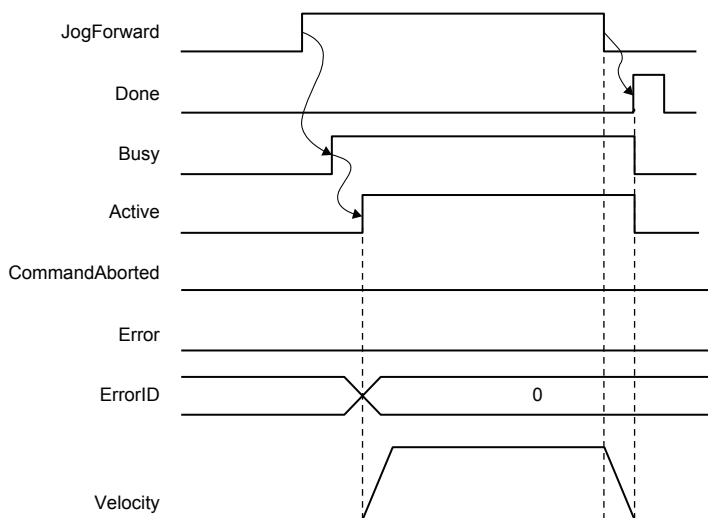 JogForward
Done
Busy
Active
CommandAborted
Error
ErrorID
0
Velocity